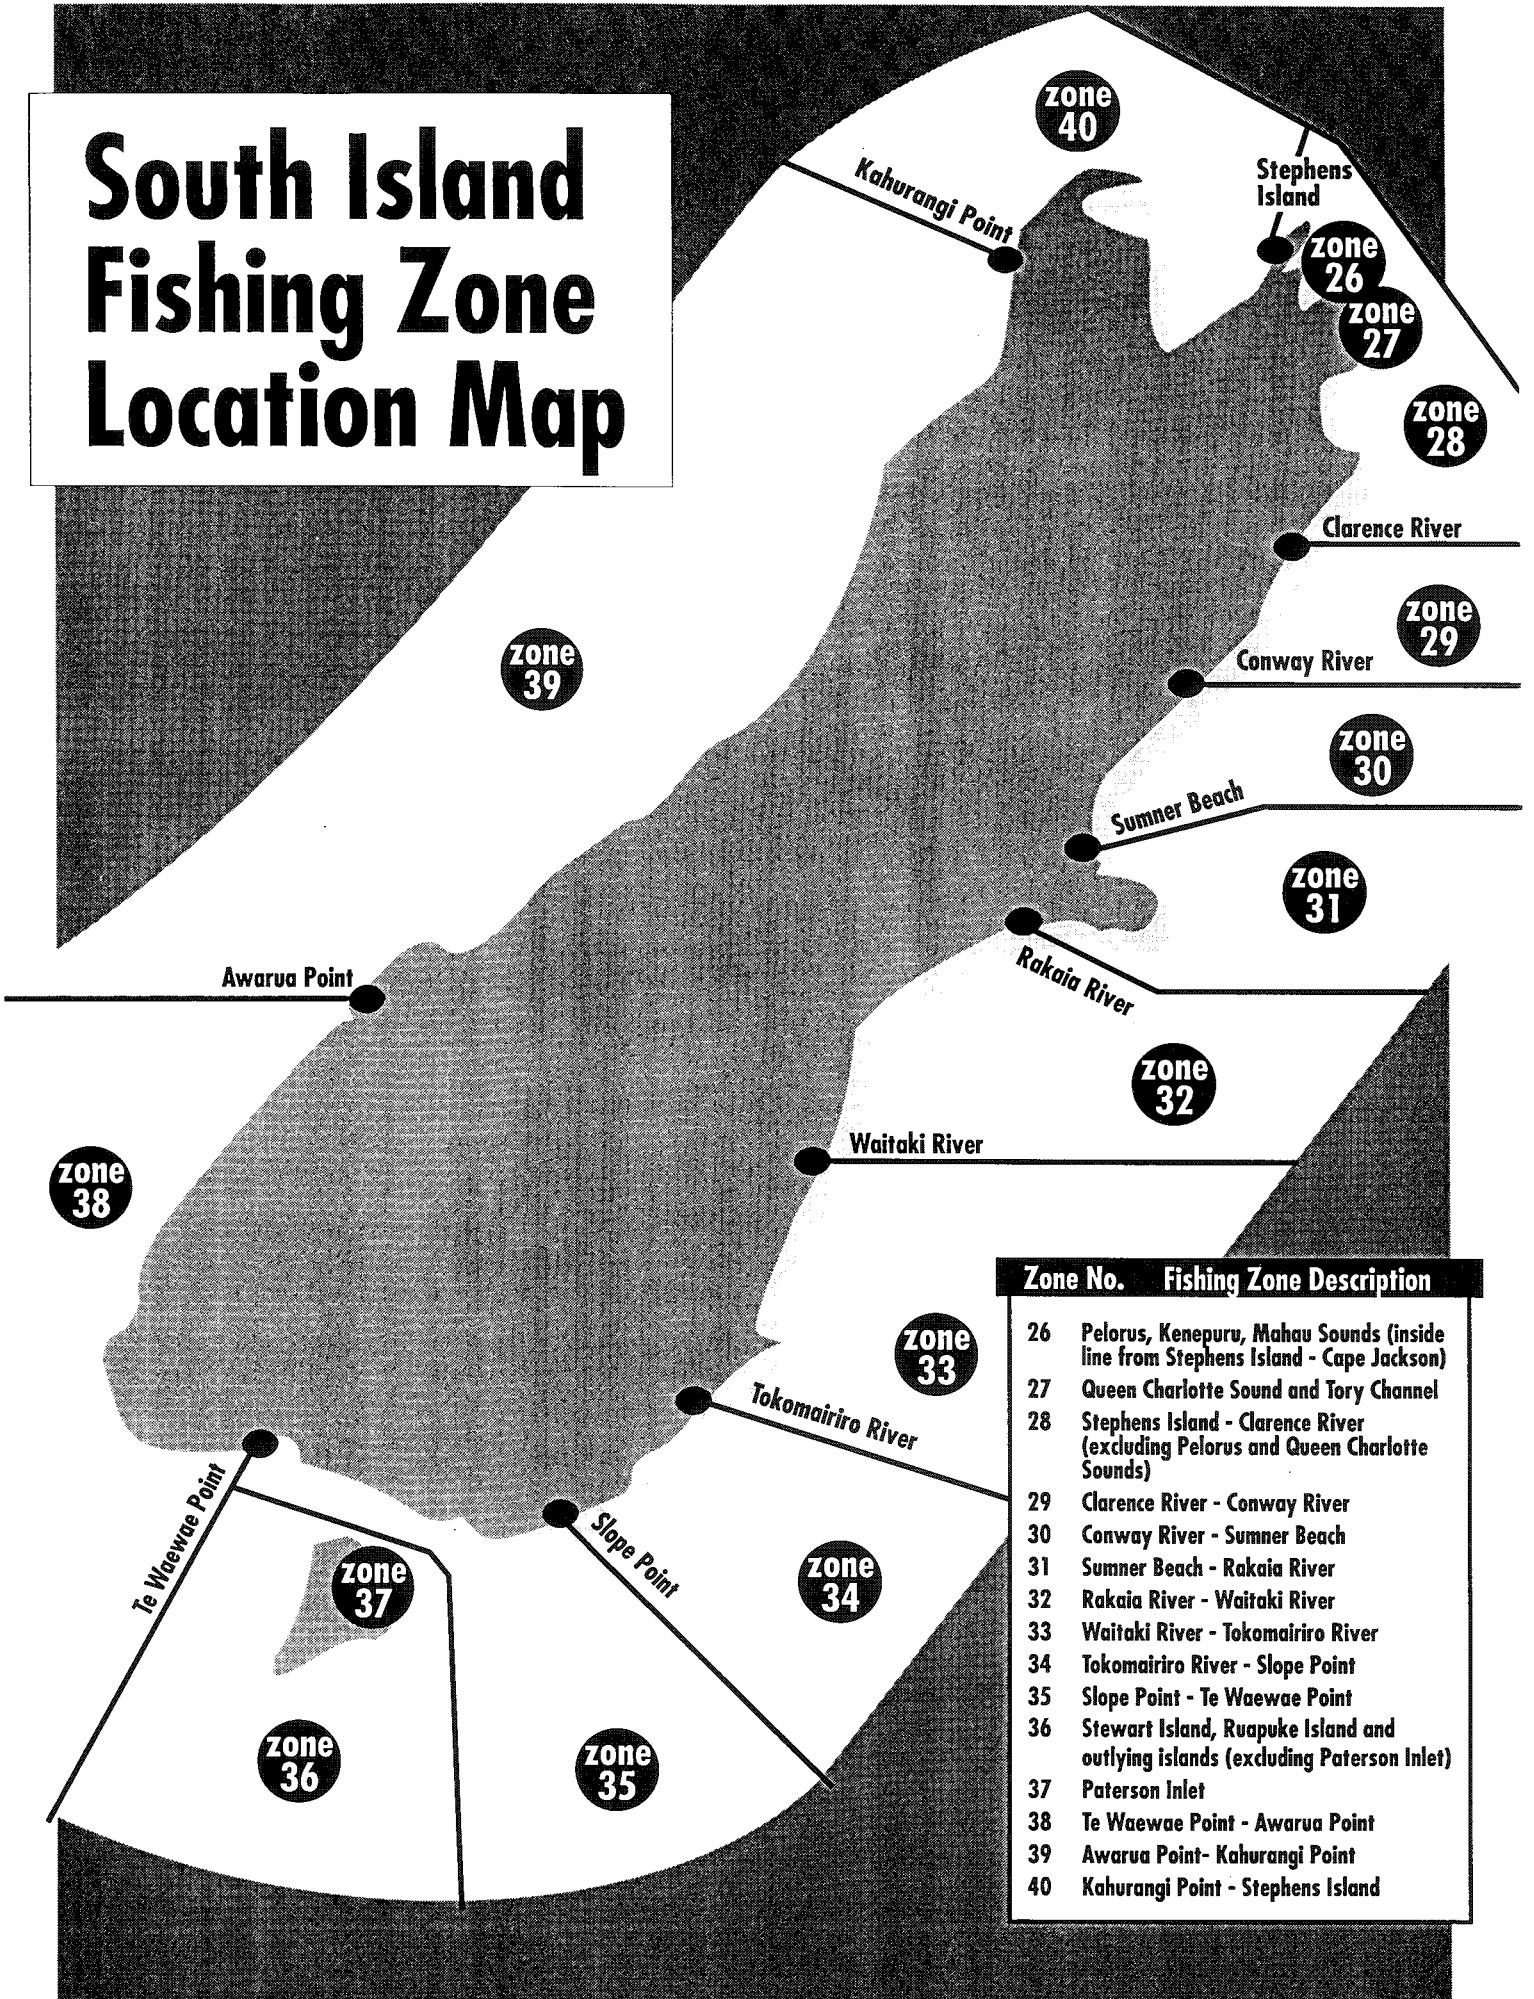 South Island
Fishing Zone
Location Map
zone
40
Kahurangi Point
Stephens
Island
zone
26
zone
27
zone
28
Clarence River
zone
29
Conway River
zone
39
zone
30
Sumner Beach
zone
31
Rakaia River
Awarua Point
zone
32
Waitaki River
zone
38
zone
33
Tokomairiro River
Te Waewae Point
Slope Point
zone
37
zone
34
zone
36
zone
35
Zone No. Fishing Zone Description
26 Pelorus, Kenepuru, Mahau Sounds (inside
line from Stephens Island - Cape Jackson)
27 Queen Charlotte Sound and Tory Channel
28 Stephens Island - Clarence River
(excluding Pelorus and Queen Charlotte
Sounds)
29 Clarence River - Conway River
30 Conway River - Sumner Beach
31 Sumner Beach - Rakaia River
32 Rakaia River - Waitaki River
33 Waitaki River - Tokomairiro River
34 Tokomairiro River - Slope Point
35 Slope Point - Te Waewae Point
36 Stewart Island, Ruapuke Island and
outlying islands (excluding Paterson Inlet)
37 Paterson Inlet
38 Te Waewae Point - Awarua Point
39 Awarua Point- Kahurangi Point
40 Kahurangi Point - Stephens Island